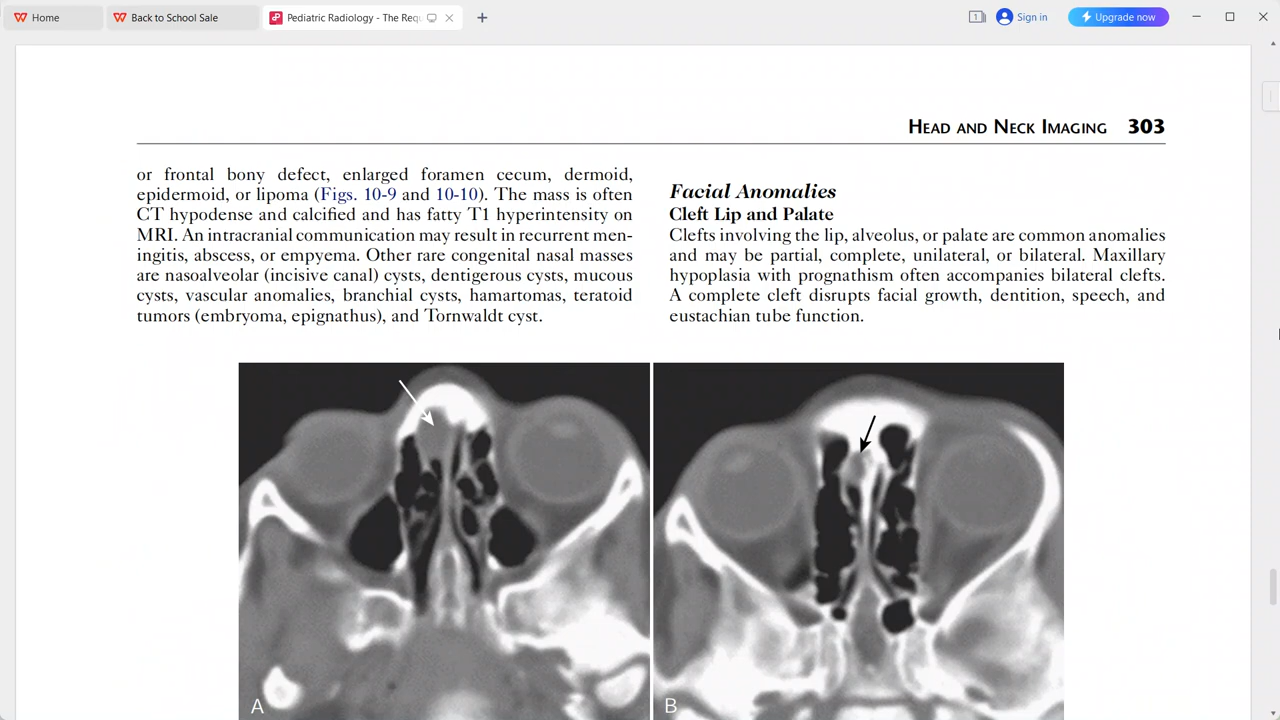 Home
Back to School Sale
Pediatric Radiology - The Req
1
Sign in
Upgrade now
HEAD AND NECK IMAGING 303
or frontal bony defect, enlarged foramen cecum, dermoid,
epidermoid, or lipoma (Figs. 10-9 and 10-10). The mass is often
CT hypodense and calcified and has fatty T1 hyperintensity on
MRI. An intracranial communication may result in recurrent men-
ingitis, abscess, or empyema. Other rare congenital nasal masses
are nasoalveolar (incisive canal) cysts, dentigerous cysts, mucous
cysts, vascular anomalies, branchial cysts, hamartomas, teratoid
tumors (embryoma, epignathus), and Tornwaldt cyst.
Facial Anomalies
Cleft Lip and Palate
Clefts involving the lip, alveolus, or palate are common anomalies
and may be partial, complete, unilateral, or bilateral. Maxillary
hypoplasia with prognathism often accompanies bilateral clefts.
A complete cleft disrupts facial growth, dentition, speech, and
eustachian tube function.
A
B